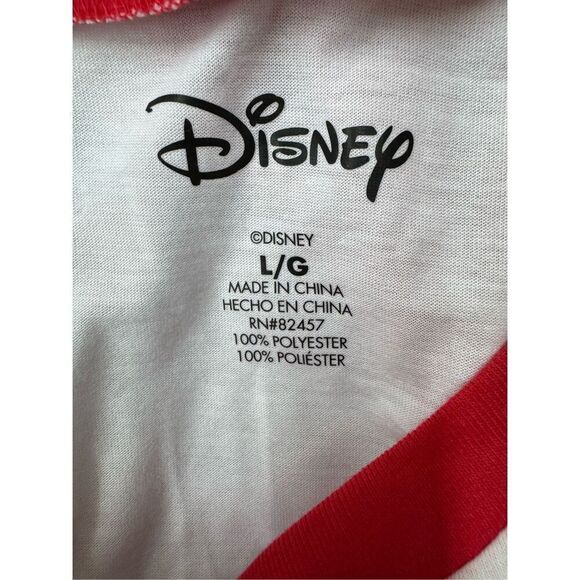 Disney
©DISNEY
L/G
MADE IN CHINA
HECHO EN CHINA
RN#82457
100% POLYESTER
100% POLIÉSTER